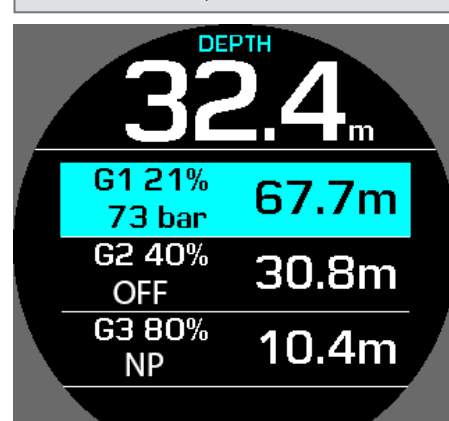 DEPTH
32.4m
G1 21% 67.7m
73 bar
G2 40% 30.8m
OFF
G3 80% 10.4m
NP